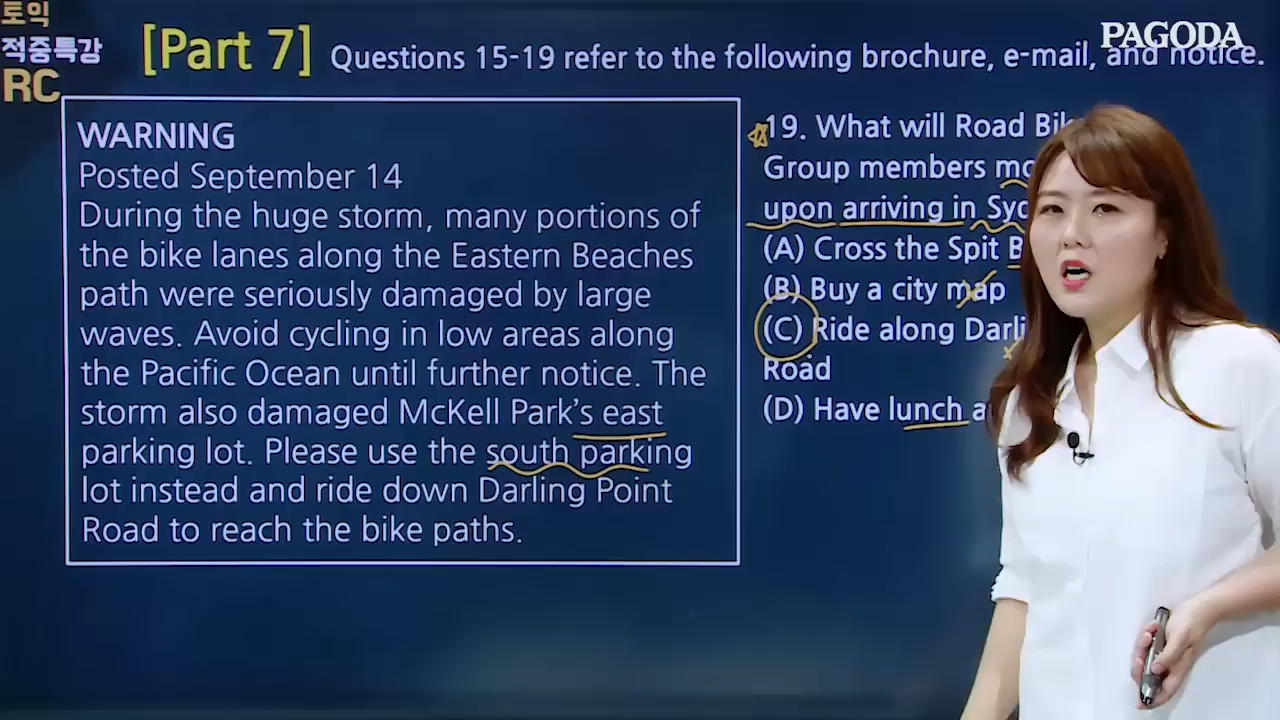 토익
적중특강
RC
[Part 7] Questions 15-19 refer to the following brochure, e-mail, and notice.
PAGODA
WARNING
Posted September 14
During the huge storm, many portions of
the bike lanes along the Eastern Beaches
path were seriously damaged by large
waves. Avoid cycling in low areas along
the Pacific Ocean until further notice. The
storm also damaged McKell Park's east
parking lot. Please use the south parking
lot instead and ride down Darling Point
Road to reach the bike paths.
19. What will Road
Group members
upon arriving in
(A) Cross the Spit
(B) Buy a city map
(C) Ride along
Road
(D) Have lunch